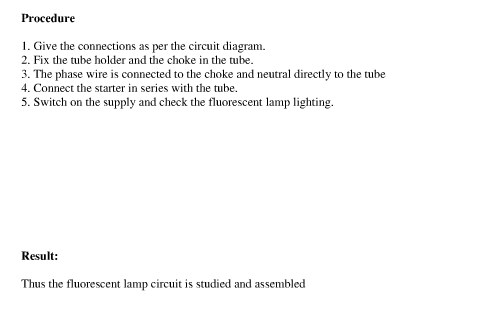 Procedure
1. Give the connections as per the circuit diagram.
2. Fix the tube holder and the choke in the tube.
3. The phase wire is connected to the choke and neutral directly to the tube
4. Connect the starter in series with the tube.
5. Switch on the supply and check the fluorescent lamp lighting.
Result:
Thus the fluorescent lamp circuit is studied and assembled